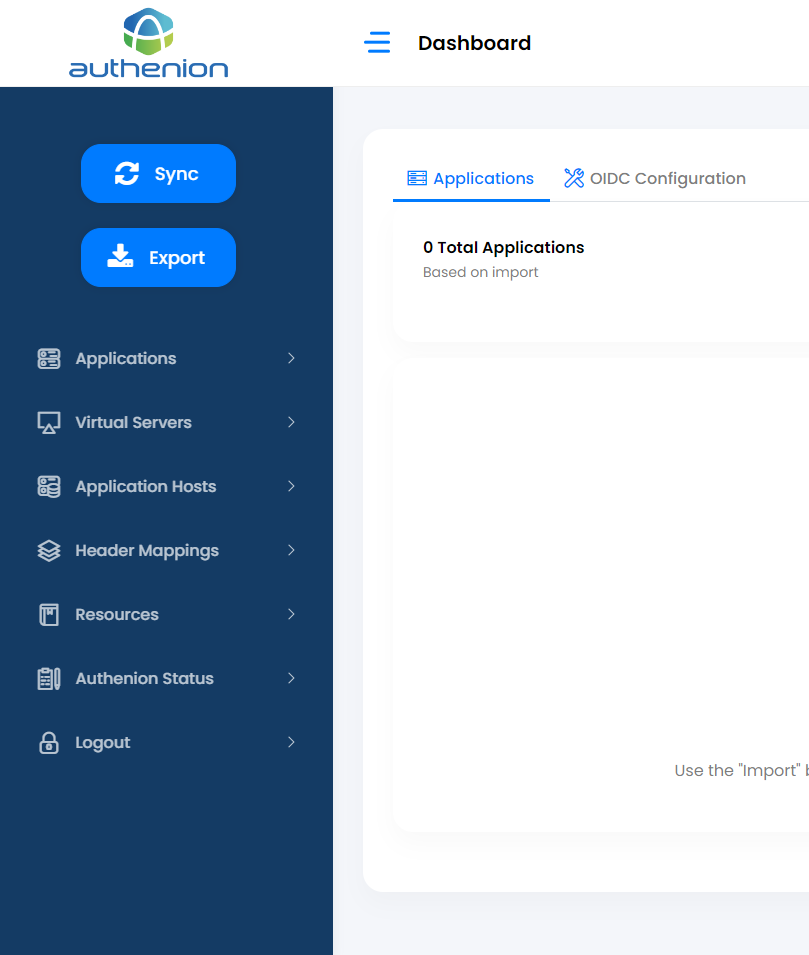 authenion
Dashboard
Sync
Export
Applications
Virtual Servers
Application Hosts
Header Mappings
Resources
Authenion Status
Logout
Applications
OIDC Configuration
0 Total Applications
Based on import
Use the "Import"